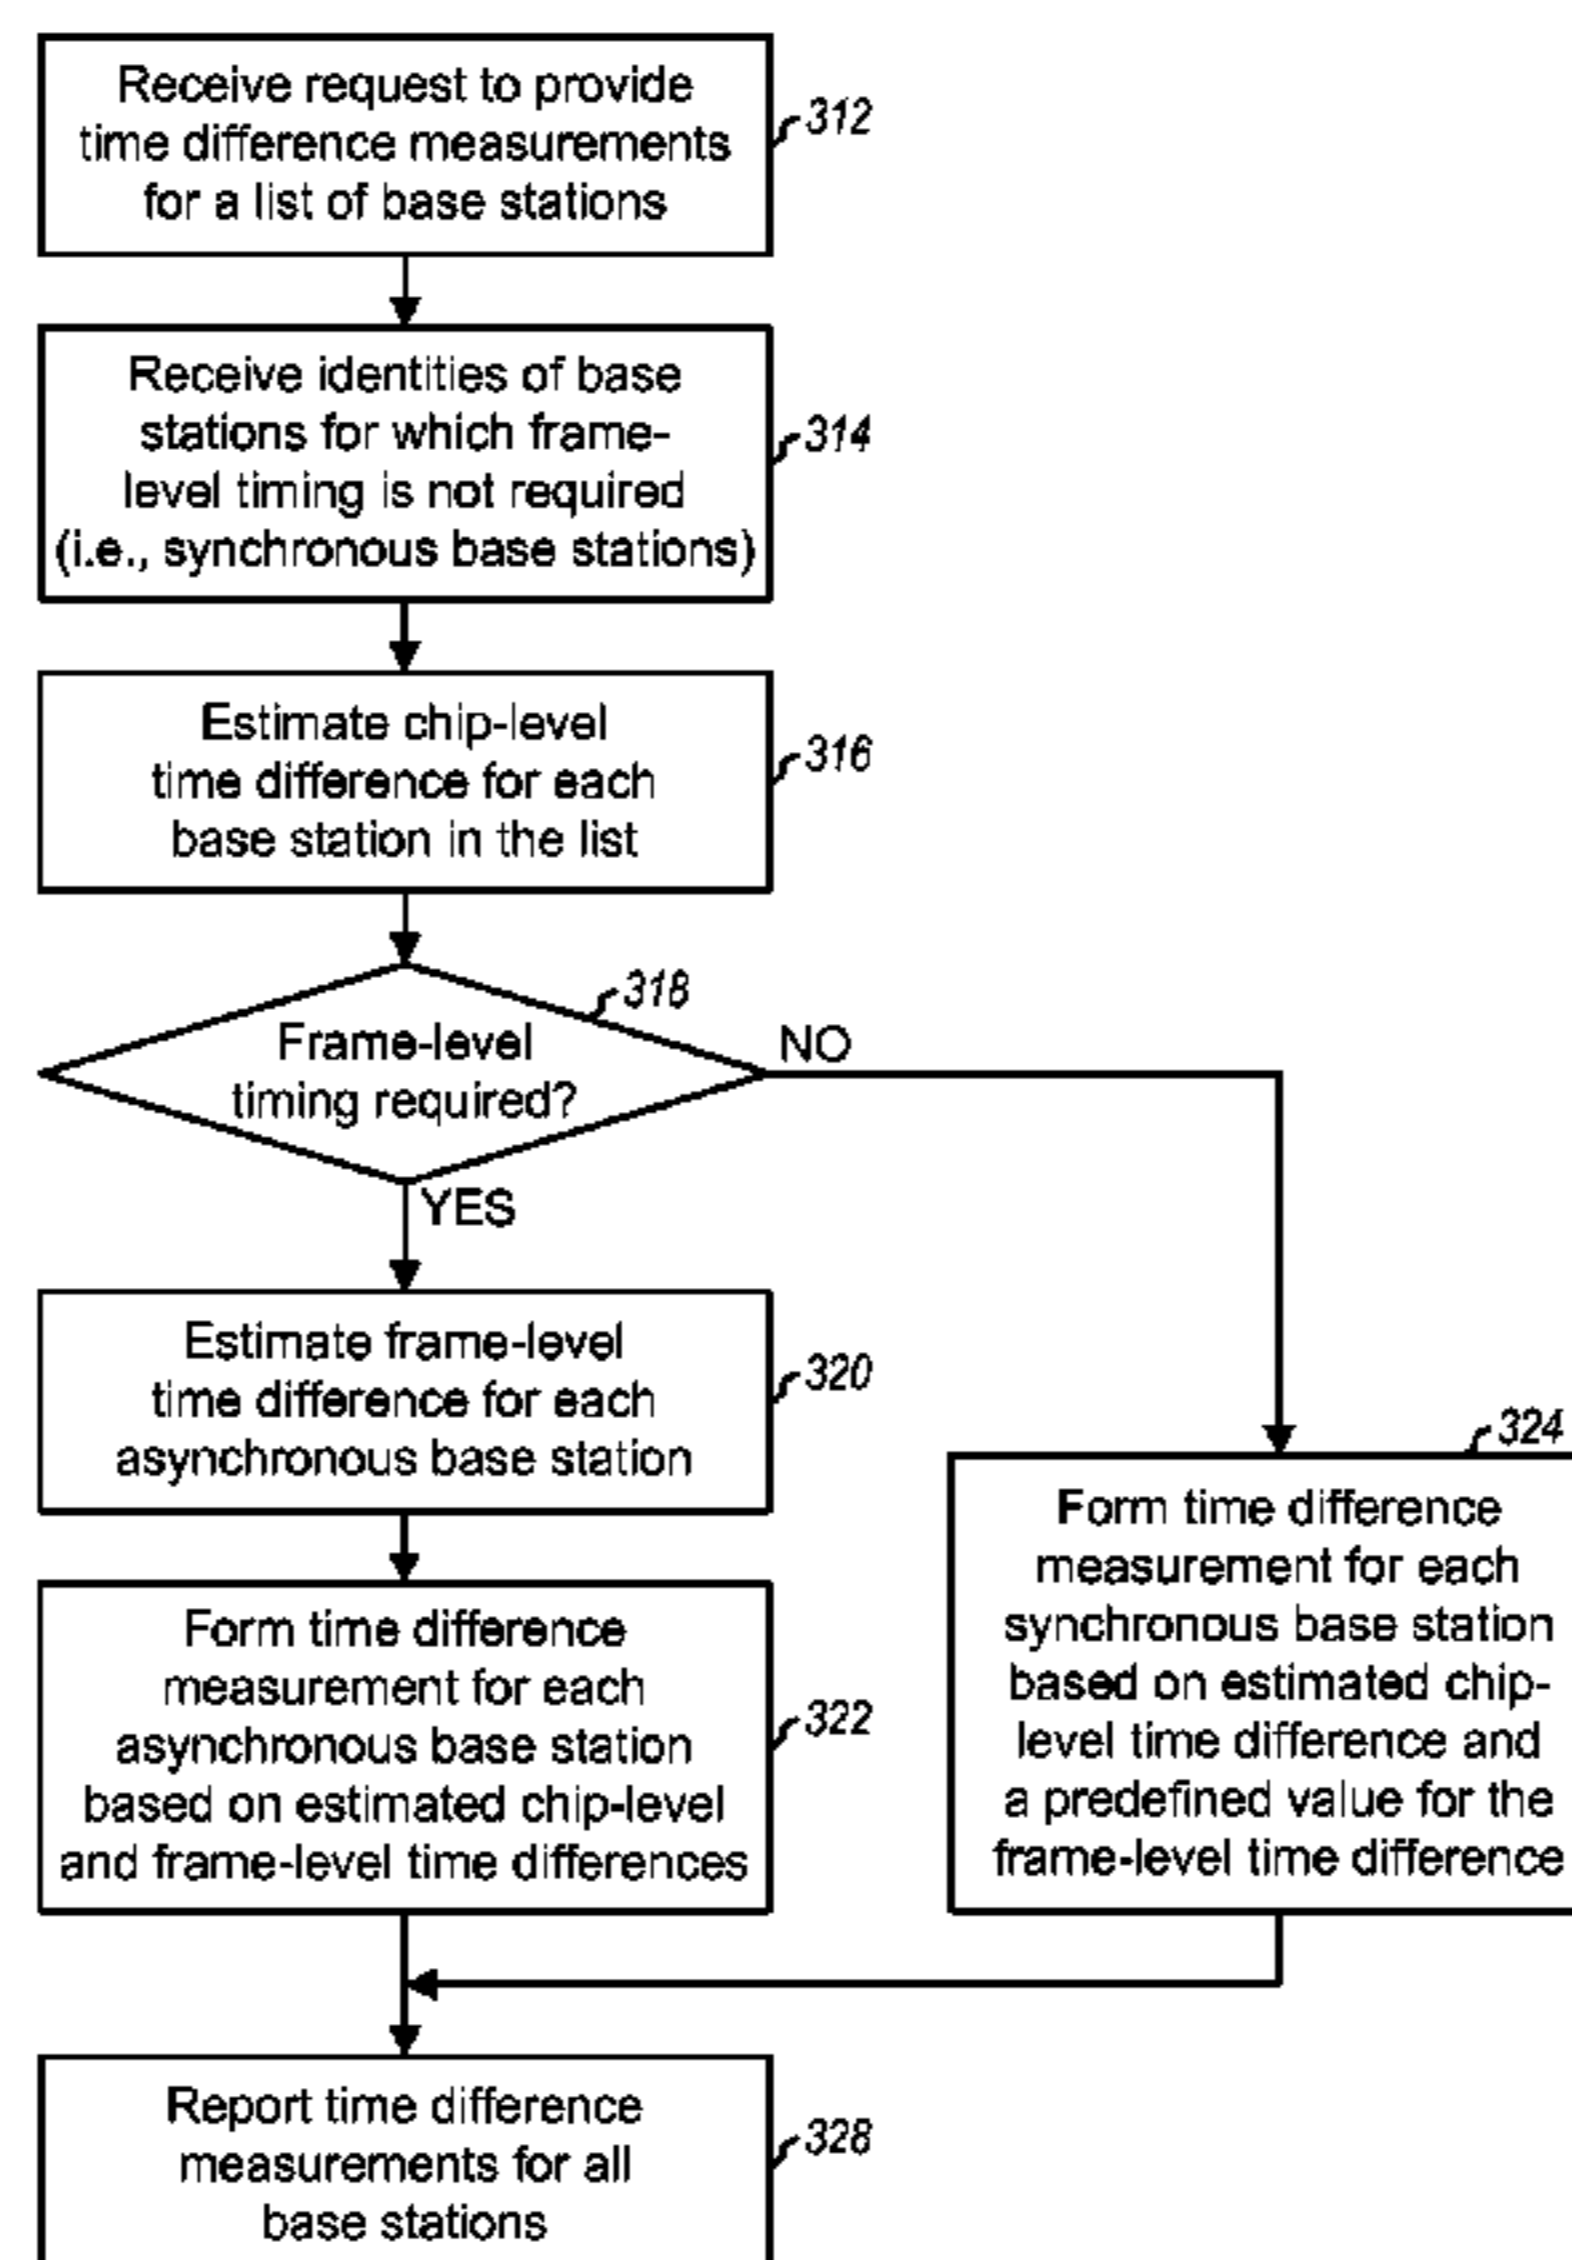 Receive request to provide
time difference measurements
for a list of base stations
312
Receive identities of base
stations for which frame-
level timing is not required
(i.e., synchronous base stations)
314
Estimate chip-level
time difference for each
base station in the list
316
318
Frame-level
timing required?
NO
YES
Estimate frame-level
time difference for each
asynchronous base station
320
Form time difference
measurement for each
asynchronous base station
based on estimated chip-level
and frame-level time differences
322
324
Form time difference
measurement for each
synchronous base station
based on estimated chip-
level time difference and
a predefined value for the
frame-level time difference
Report time difference
measurements for all
base stations
328